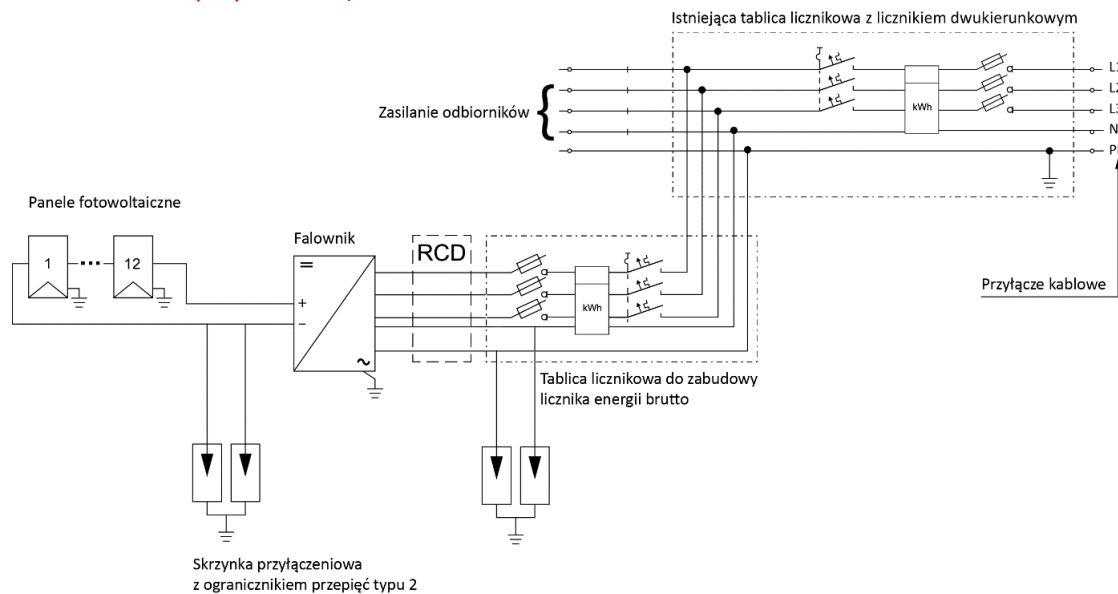 Istniejąca tablica licznikowa z licznikiem dwukierunkowym
L1
L2
L3
N
kWh
Zasilanie odbiorników
Panele fotowoltaiczne
1
12
Falownik
RCD
kWh
Przyłącze kablowe
Tablica licznikowa do zabudowy
licznika energii brutto
Skrzynka przyłączeniowa
z ogranicznikiem przepięć typu 2